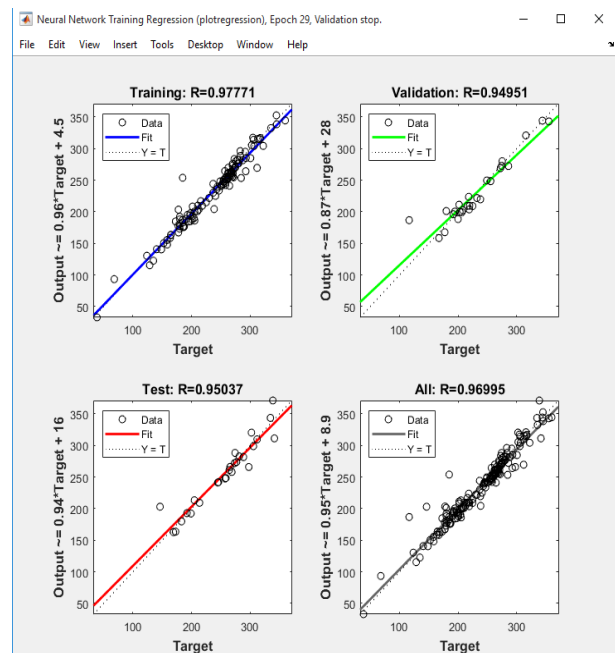 Neural Network Training Regression (plotregression), Epoch 29, Validation stop.
File Edit View Insert Tools Desktop Window Help
Training: R=0.97771
Output ~= 0.96*Target + 4.5
350
300
250
200
150
100
50
Data
Fit
Y = T
100 200 300
Target
Validation: R=0.94951
Output ~= 0.87*Target + 28
350
300
250
200
150
100
50
Data
Fit
Y = T
100 200 300
Target
Test: R=0.95037
Output ~= 0.94*Target + 16
350
300
250
200
150
100
50
Data
Fit
Y = T
100 200 300
Target
All: R=0.96995
Output ~= 0.95*Target + 8.9
350
300
250
200
150
100
50
Data
Fit
Y = T
100 200 300
Target